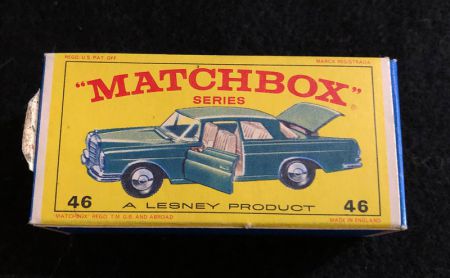 REGD. U.S. PAT. OFF. MARCA REGISTRADA
"MATCHBOX"
SERIES
46 A LESNEY PRODUCT 46
"MATCHBOX" REGD. T.M. G.B. AND ABROAD MADE IN ENGLAND